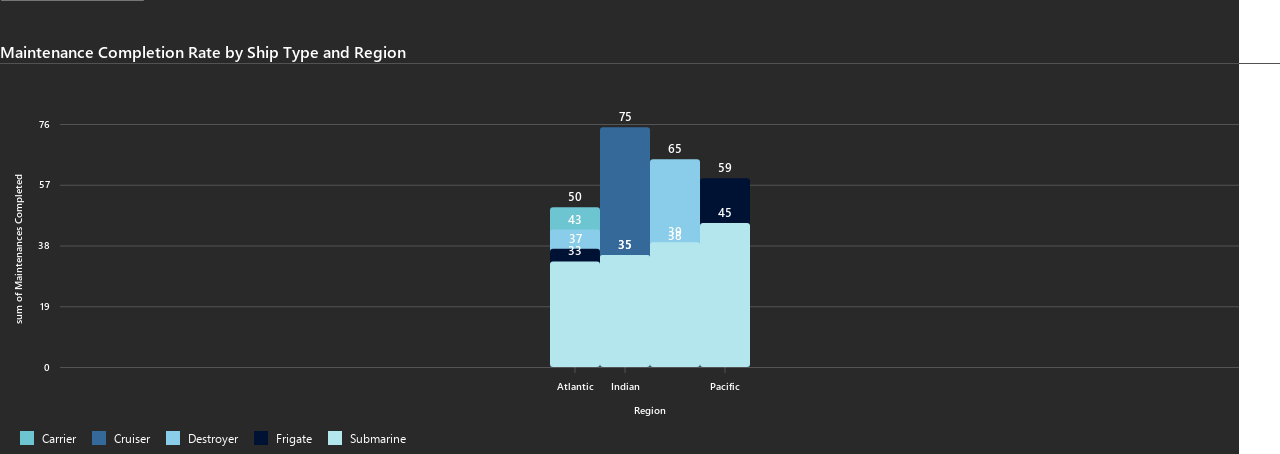 Maintenance Completion Rate by Ship Type and Region
sum of Maintenances Completed
76
57
38
19
0
50
43
37
33
75
35
65
39
38
59
45
Atlantic
Indian
Pacific
Region
Carrier
Cruiser
Destroyer
Frigate
Submarine